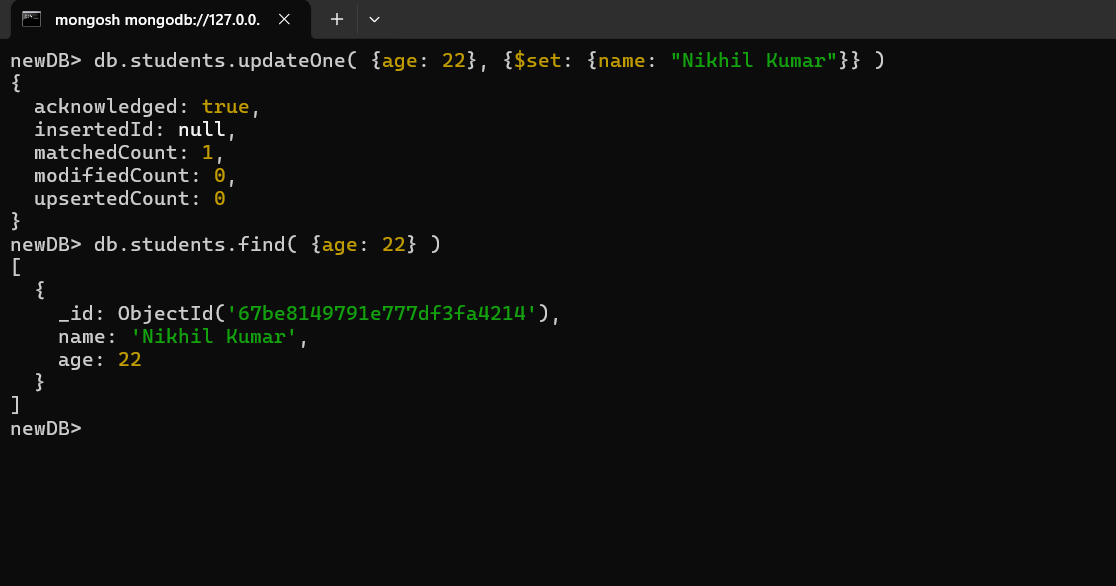 mongosh mongodb://127.0.0.
newDB> db.students.updateOne( {age: 22}, {$set: {name: "Nikhil Kumar"}} )
{
  acknowledged: true,
  insertedId: null,
  matchedCount: 1,
  modifiedCount: 0,
  upsertedCount: 0
}
newDB> db.students.find( {age: 22} )
[
  {
    _id: ObjectId('67be8149791e777df3fa4214'),
    name: 'Nikhil Kumar',
    age: 22
  }
]
newDB>